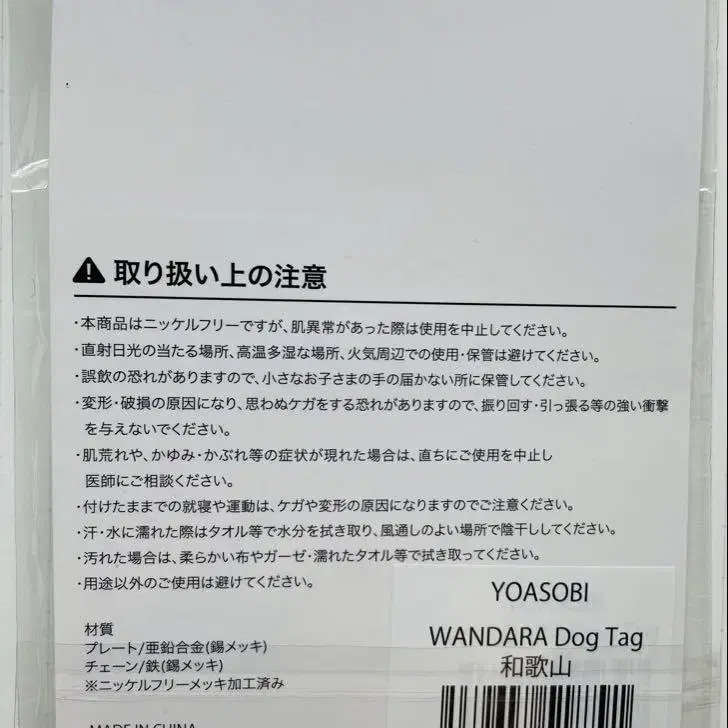 取り扱い上の注意
・本商品はニッケルフリーですが、肌異常があった際は使用を中止してください。
・直射日光の当たる場所、高温多湿な場所、火気周辺での使用・保管は避けてください。
・誤飲の恐れがありますので、小さなお子さまの手の届かない所に保管してください。
・変形・破損の原因になり、思わぬケガをする恐れがありますので、振り回す・引っ張る等の強い衝撃
を与えないでください。
・肌荒れや、かゆみ・かぶれ等の症状が現れた場合は、直ちにご使用を中止し
医師にご相談ください。
・付けたままでの就寝や運動は、ケガや変形の原因になりますのでご注意ください。
・汗・水に濡れた際はタオル等で水分を拭き取り、風通しのよい場所で陰干ししてください。
・汚れた場合は、柔らかい布やガーゼ・濡れたタオル等で拭き取ってください。
・用途以外のご使用は避けてください。
材質
プレート/亜鉛合金(錫メッキ)
チェーン/鉄(錫メッキ)
※ニッケルフリーメッキ加工済み
MADE IN CHINA
YOASOBI
WANDARA Dog Tag
和歌山